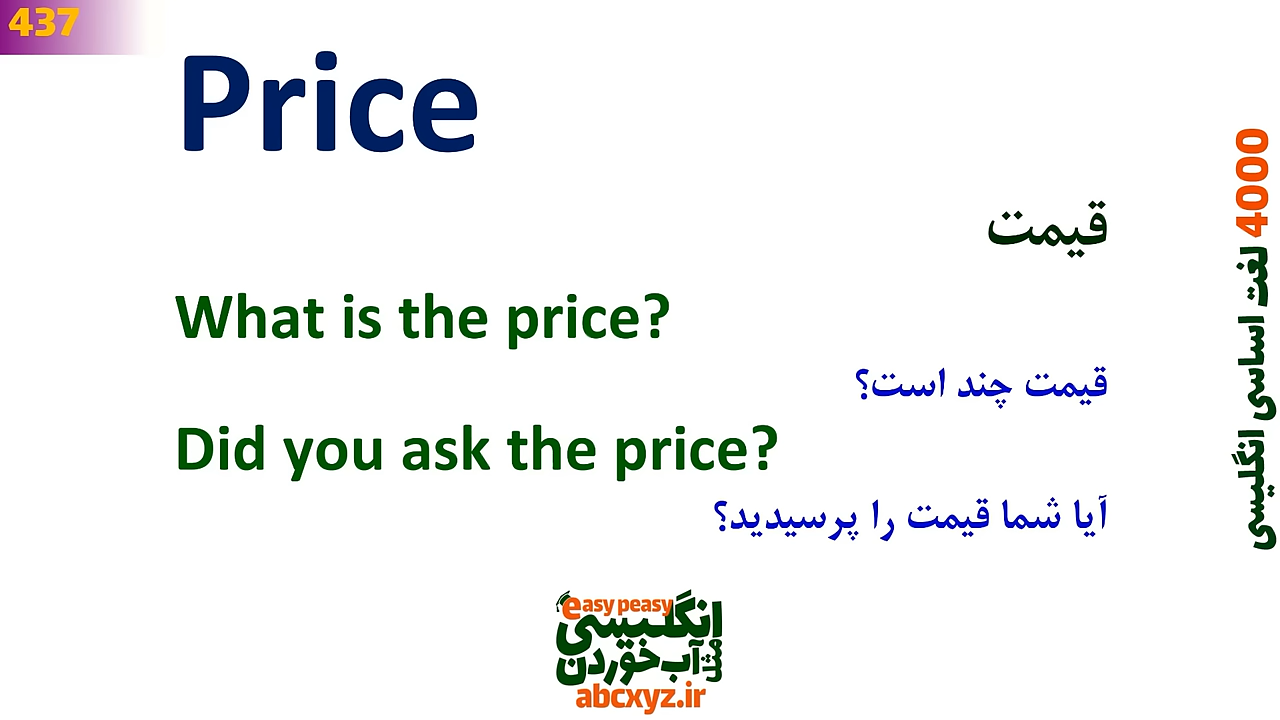 437
Price
قیمت
What is the price?
قیمت چند است؟
Did you ask the price?
آیا شما قیمت را پرسیدید؟
4000 لغت اساسی انگلیسی
easy peasy
انگلیسی
مثل آب خوردن
abcxyz.ir